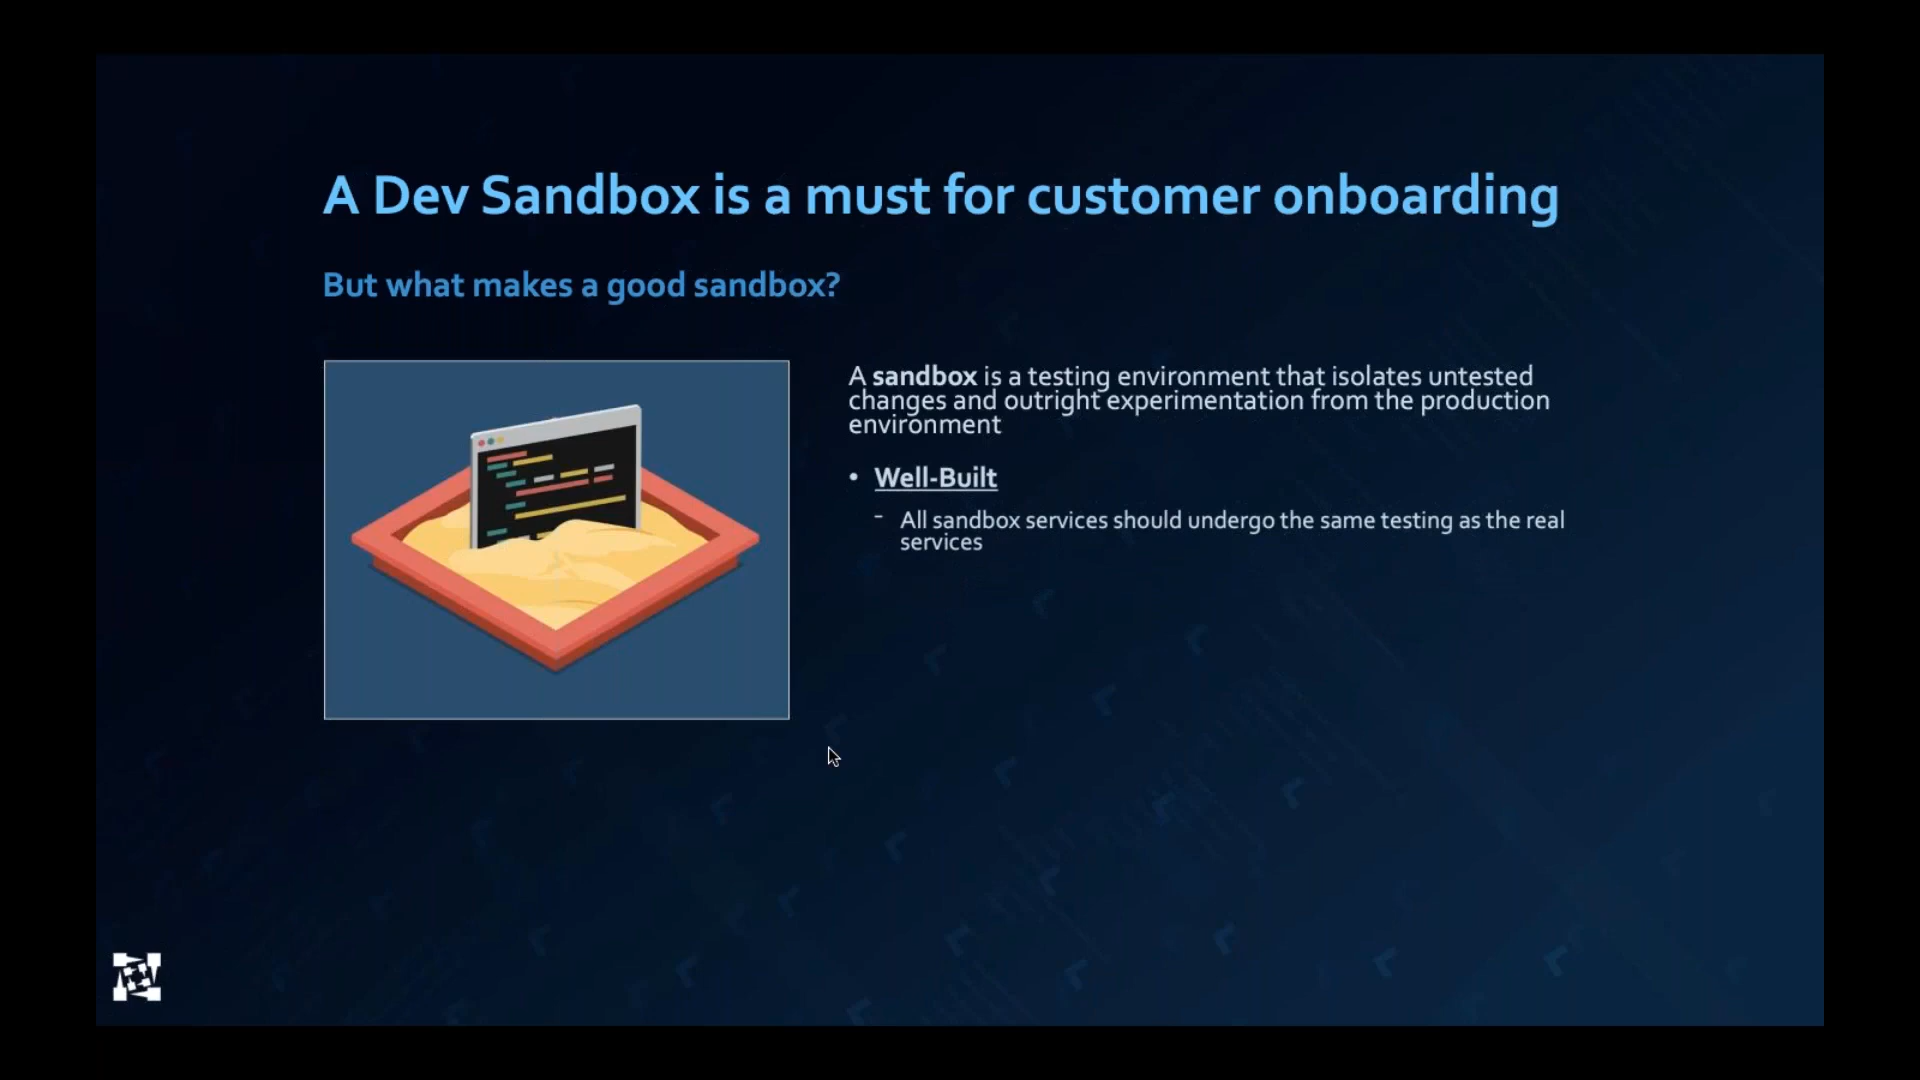 A Dev Sandbox is a must for customer onboarding
But what makes a good sandbox?
A sandbox is a testing environment that isolates untested
changes and outright experimentation from the production
environment
• Well-Built
- All sandbox services should undergo the same testing as the real
services